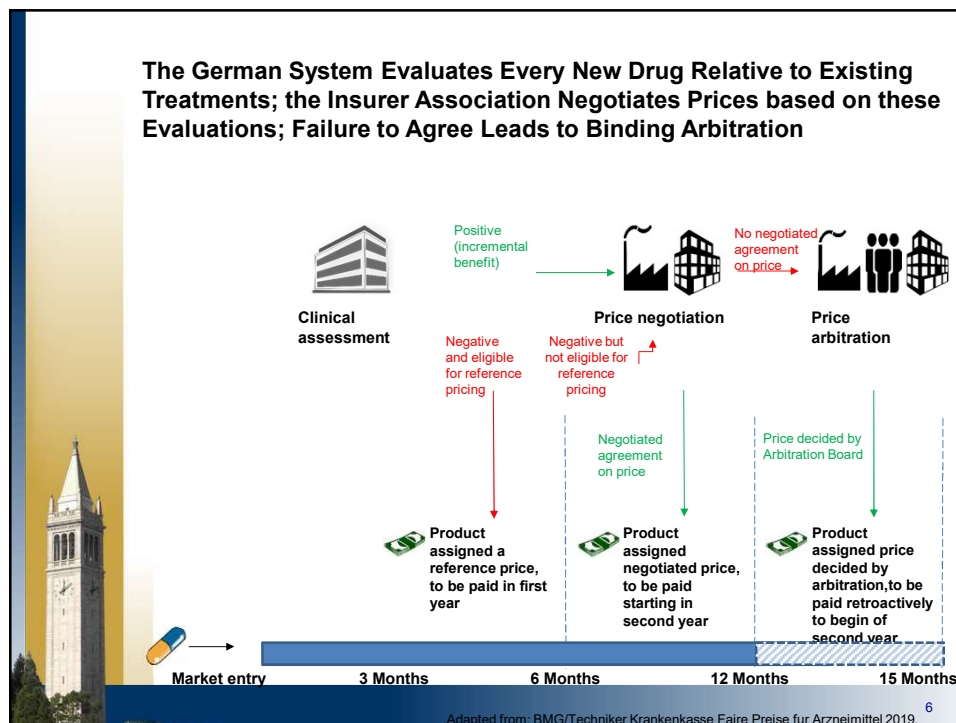 The German System Evaluates Every New Drug Relative to Existing
Treatments; the Insurer Association Negotiates Prices based on these
Evaluations; Failure to Agree Leads to Binding Arbitration
Positive
(incremental
benefit)
No negotiated
agreement
on price
Clinical
assessment
Price negotiation
Price
arbitration
Negative
and eligible
for reference
pricing
Negative but
not eligible for
reference
pricing
Negotiated
agreement
on price
Price decided by
Arbitration Board
Product
assigned a
reference price,
to be paid in first
year
Product
assigned
negotiated price,
to be paid
starting in
second year
Product
assigned price
decided by
arbitration,to be
paid retroactively
to begin of
second year
Market entry
3 Months
6 Months
12 Months
15 Months
6
Adapted from: BMG/Techniker Krankenkasse Faire Preise fur Arzneimittel 2019.